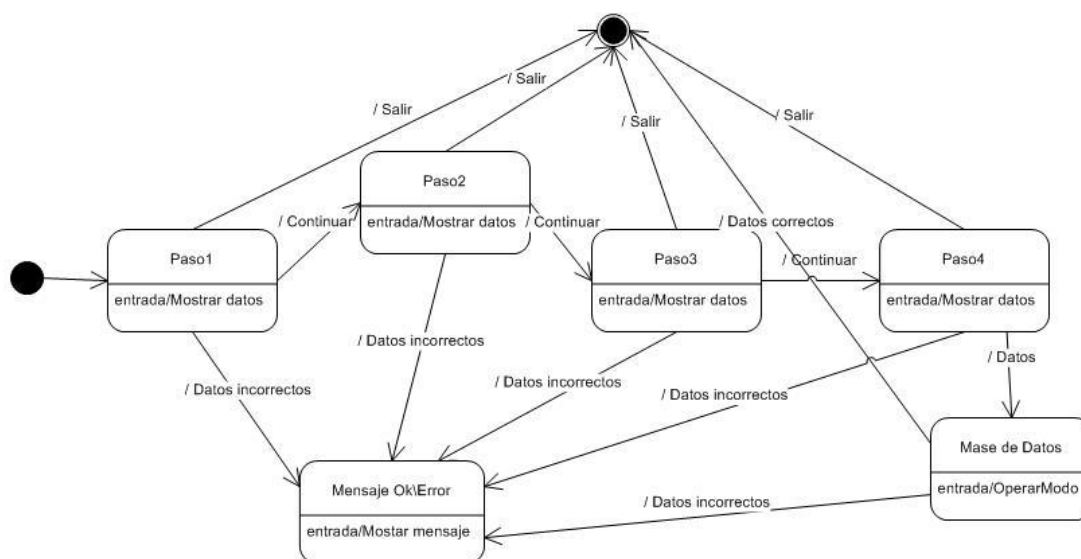 / Salir
/ Salir
/ Salir
/ Salir
Paso2
entrada/Mostrar datos
/ Continuar
/ Continuar
/ Datos correctos
Paso1
entrada/Mostrar datos
Paso3
entrada/Mostrar datos
/ Continuar
Paso4
entrada/Mostrar datos
/ Datos incorrectos
/ Datos incorrectos
/ Datos incorrectos
/ Datos incorrectos
/ Datos
Mase de Datos
entrada/OperarModo
Mensaje Ok\Error
entrada/Mostar mensaje
/ Datos incorrectos